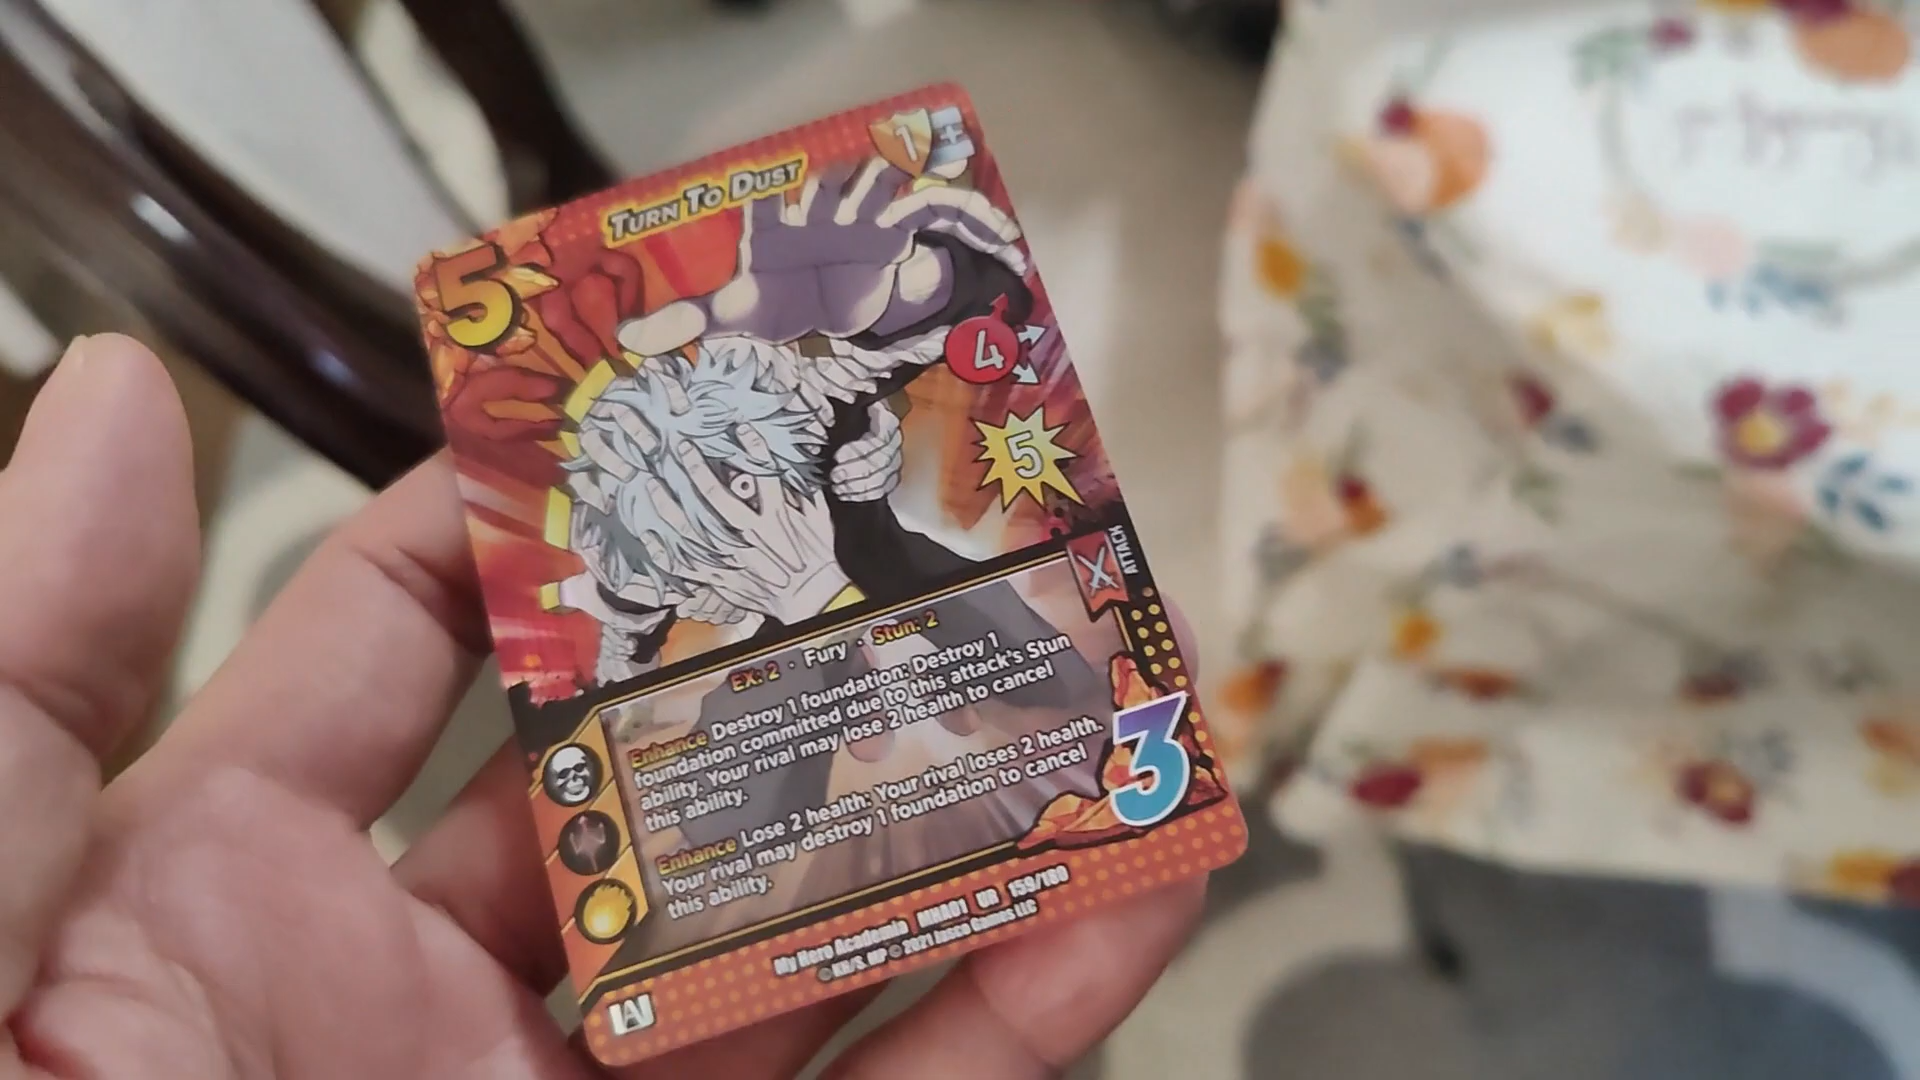 1 +
TURN TO DUST
5
4
5
ATTACK
EX: 2 · Fury · Stun: 2
Enhance Destroy 1 foundation: Destroy 1
foundation committed due to this attack's Stun
ability. Your rival may lose 2 health to cancel
this ability.
Enhance Lose 2 health: Your rival loses 2 health.
Your rival may destroy 1 foundation to cancel
this ability.
3
My Hero Academia MHA01 UR 159/180
©KH/S, HP ©2021 Jasco Games LLC